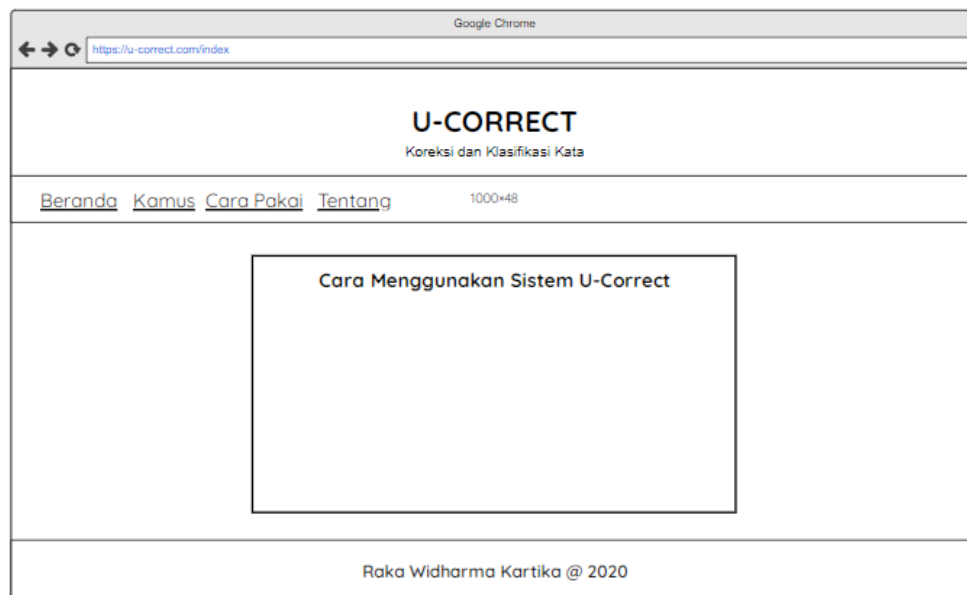 Google Chrome
https://u-correct.com/index
U-CORRECT
Koreksi dan Klasifikasi Kata
Beranda Kamus Cara Pakai Tentang 1000×48
Cara Menggunakan Sistem U-Correct
Raka Widharma Kartika @ 2020